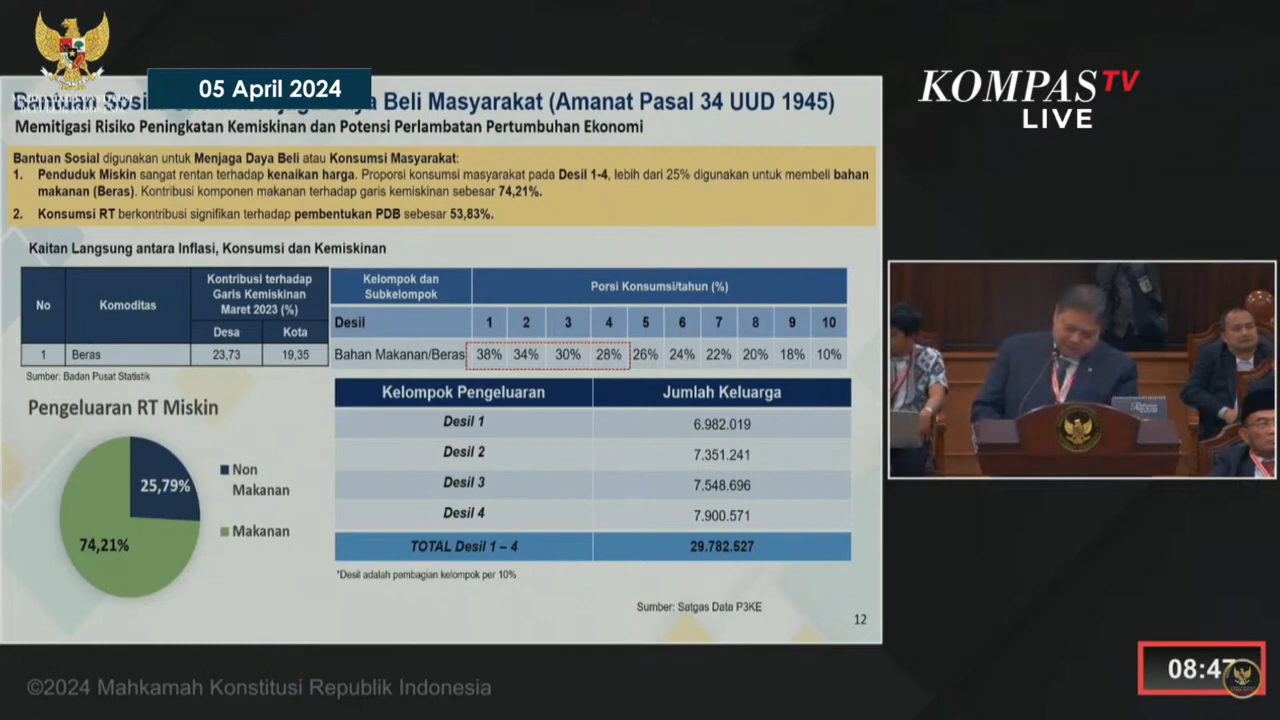 05 April 2024
KOMPAS TV
LIVE
Beli Masyarakat (Amanat Pasal 34 UUD 1945)
Memitigasi Risiko Peningkatan Kemiskinan dan Potensi Perlambatan Pertumbuhan Ekonomi
Bantuan Sosial digunakan untuk Menjaga Daya Beli atau Konsumsi Masyarakat:
1. Penduduk Miskin sangat rentan terhadap kenaikan harga. Proporsi konsumsi masyarakat pada Desil 1-4, lebih dari 25% digunakan untuk membeli bahan
makanan (Beras). Kontribusi komponen makanan terhadap garis kemiskinan sebesar 74,21%.
2. Konsumsi RT berkontribusi signifikan terhadap pembentukan PDB sebesar 53,83%.
Kaitan Langsung antara Inflasi, Konsumsi dan Kemiskinan
No Komoditas Kontribusi terhadap
Garis Kemiskinan
Maret 2023 (%)
Desa Kota
1 Beras 23,73 19,35
Sumber: Badan Pusat Statistik
Kelompok dan
Subkelompok
Porsi Konsumsi/tahun (%)
Desil 1 2 3 4 5 6 7 8 9 10
Bahan Makanan/Beras 38% 34% 30% 28% 26% 24% 22% 20% 18% 10%
Pengeluaran RT Miskin
25,79%
74,21%
Non
Makanan
Makanan
Kelompok Pengeluaran Jumlah Keluarga
Desil 1 6.982.019
Desil 2 7.351.241
Desil 3 7.548.696
Desil 4 7.900.571
TOTAL Desil 1 – 4 29.782.527
*Desil adalah pembagian kelompok per 10%
Sumber: Satgas Data P3KE
12
©2024 Mahkamah Konstitusi Republik Indonesia
08:47